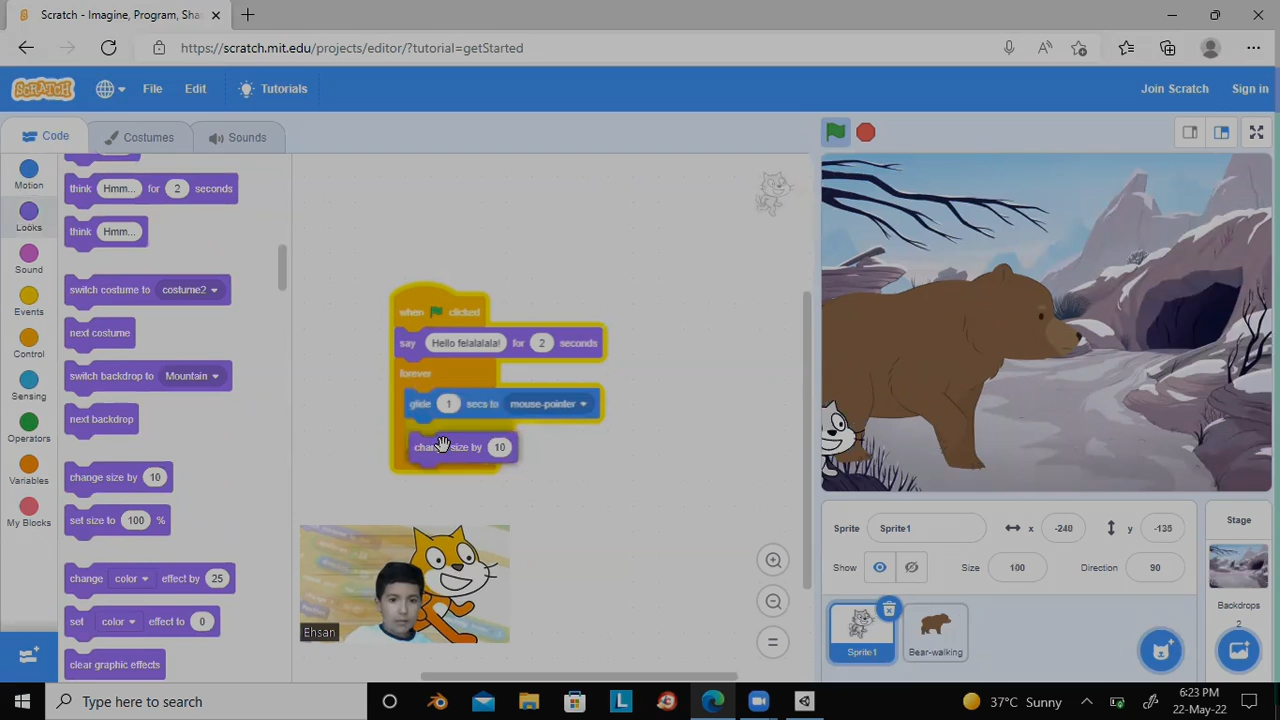 Scratch - Imagine, Program, Sha
https://scratch.mit.edu/projects/editor/?tutorial=getStarted
SCRATCH File Edit Tutorials Join Scratch Sign in
Code Costumes Sounds
Motion
Looks
Sound
Events
Control
Sensing
Operators
Variables
My Blocks
think Hmm... for 2 seconds
think Hmm...
switch costume to costume2
next costume
switch backdrop to Mountain
next backdrop
change size by 10
set size to 100 %
change color effect by 25
set color effect to 0
clear graphic effects
when clicked
say Hello felalalala! for 2 seconds
forever
glide 1 secs to mouse-pointer
change size by 10
Ehsan
Sprite Sprite1 x -240 y -135
Show Size 100 Direction 90
Sprite1
Bear-walking
Stage
Backdrops
2
Type here to search
37°C Sunny
6:23 PM
22-May-22